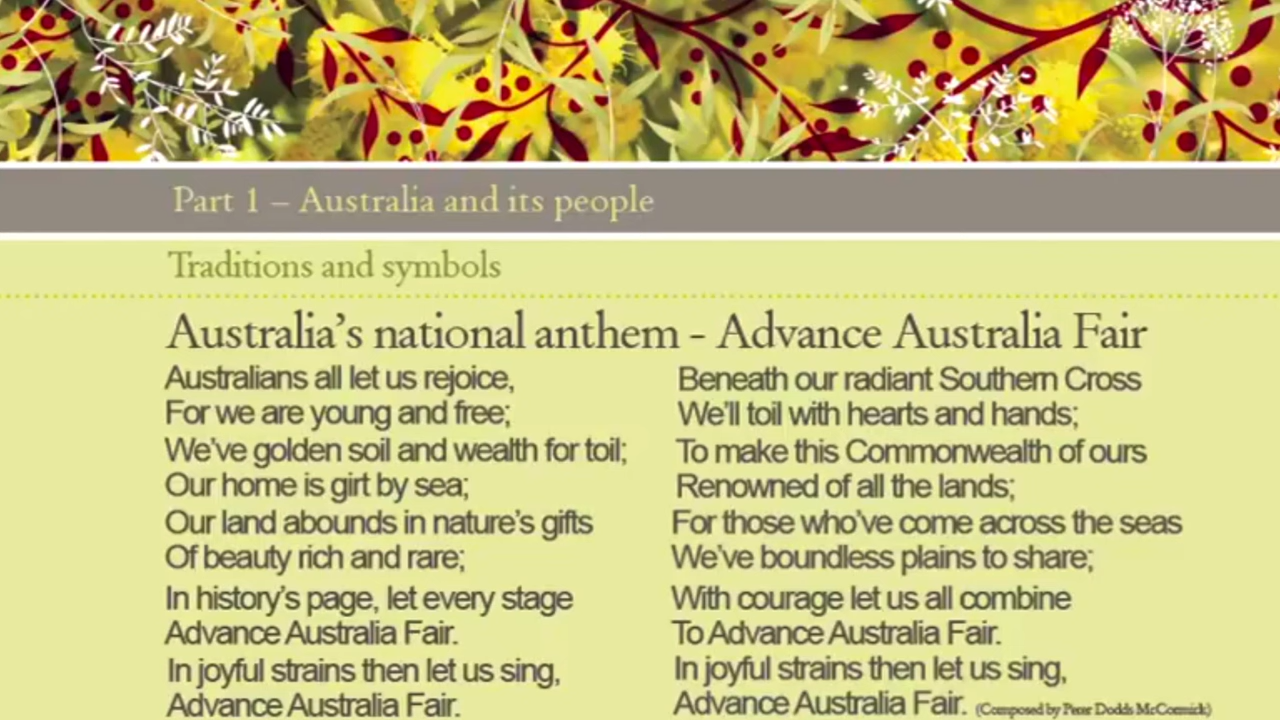 Part 1 – Australia and its people
Traditions and symbols
Australia's national anthem - Advance Australia Fair
Australians all let us rejoice,
For we are young and free;
We've golden soil and wealth for toil;
Our home is girt by sea;
Our land abounds in nature's gifts
Of beauty rich and rare;
In history's page, let every stage
Advance Australia Fair.
In joyful strains then let us sing,
Advance Australia Fair.
Beneath our radiant Southern Cross
We'll toil with hearts and hands;
To make this Commonwealth of ours
Renowned of all the lands;
For those who've come across the seas
We've boundless plains to share;
With courage let us all combine
To Advance Australia Fair.
In joyful strains then let us sing,
Advance Australia Fair. (Composed by Peter Dodds McCormick)